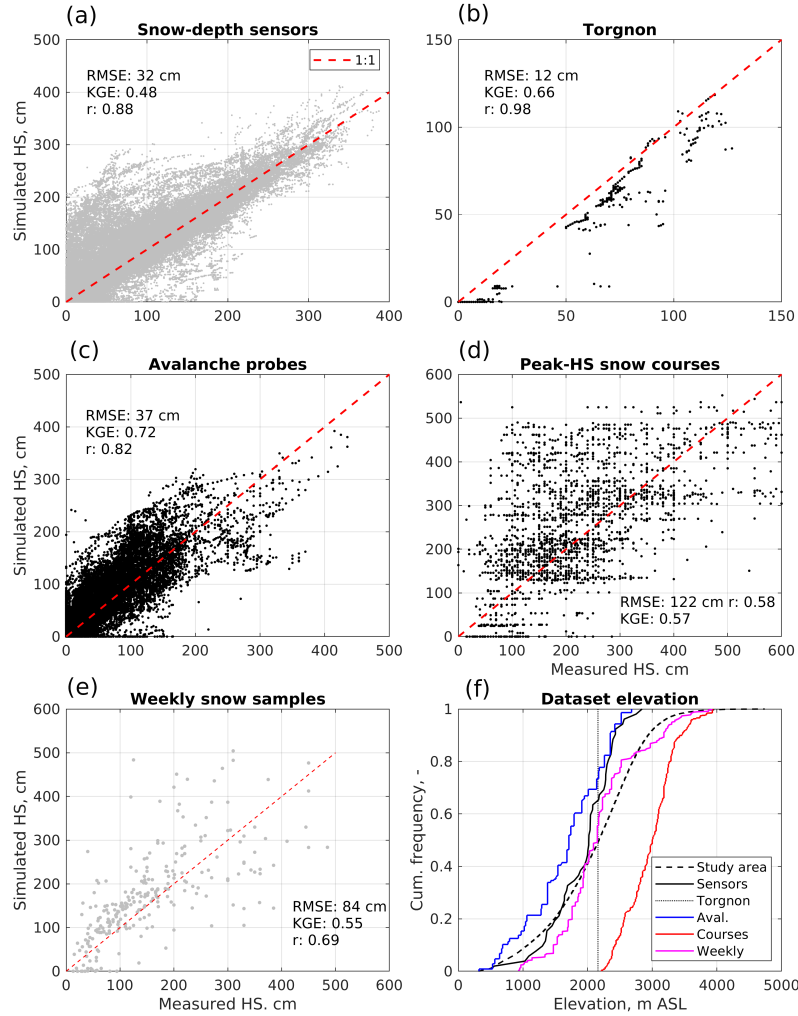 (a)
Snow-depth sensors
500
400
300
200
100
0
Simulated HS, cm
RMSE: 32 cm
KGE: 0.48
r: 0.88
1:1
0 100 200 300 400
(b)
Torgnon
150
100
50
0
RMSE: 12 cm
KGE: 0.66
r: 0.98
0 50 100 150
(c)
Avalanche probes
500
400
300
200
100
0
Simulated HS, cm
RMSE: 37 cm
KGE: 0.72
r: 0.82
0 100 200 300 400 500
(d)
Peak-HS snow courses
600
500
400
300
200
100
0
RMSE: 122 cm r: 0.58
KGE: 0.57
0 100 200 300 400 500 600
Measured HS. cm
(e)
Weekly snow samples
600
500
400
300
200
100
0
Simulated HS, cm
RMSE: 84 cm
KGE: 0.55
r: 0.69
0 100 200 300 400 500 600
Measured HS. cm
(f)
Dataset elevation
1
0.8
0.6
0.4
0.2
0
Cum. frequency, -
Study area
Sensors
Torgnon
Aval.
Courses
Weekly
0 1000 2000 3000 4000 5000
Elevation, m ASL